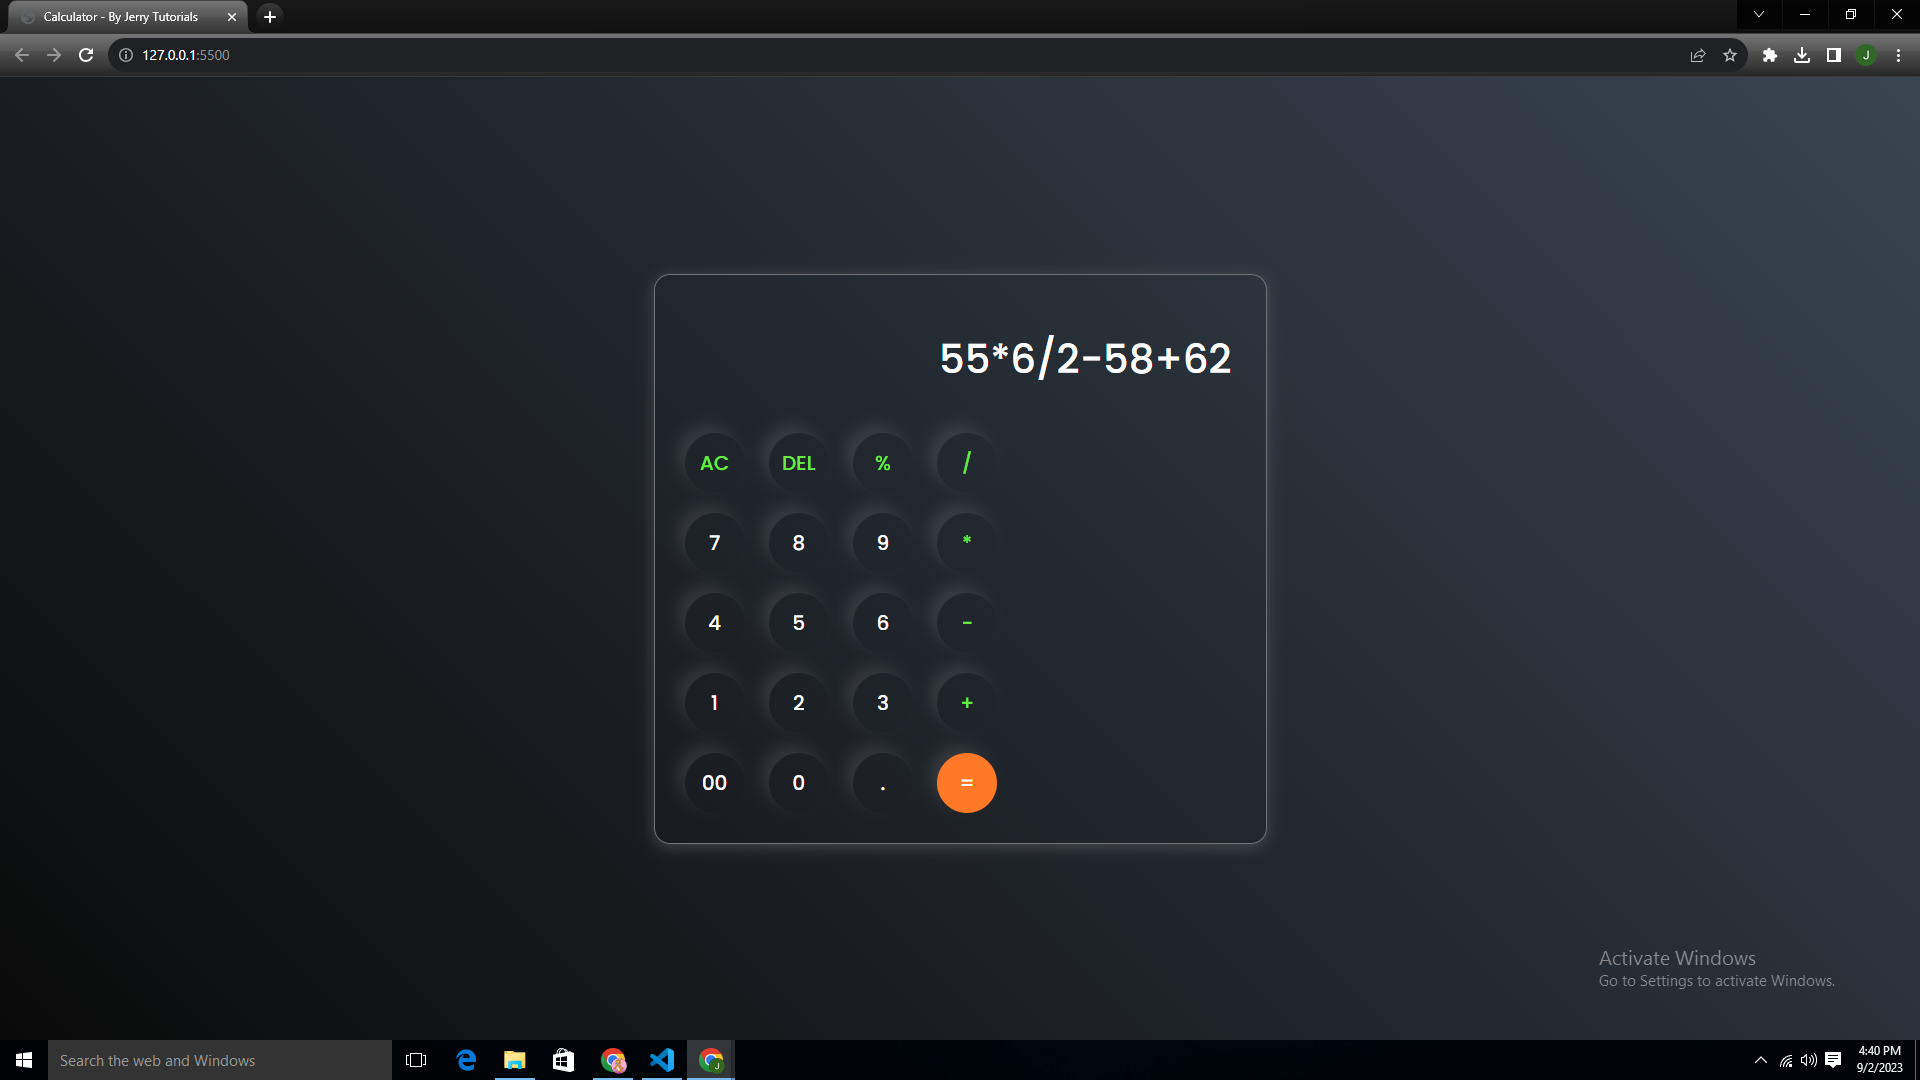 Calculator - By Jerry Tutorials
127.0.0.1:5500
J
55*6/2-58+62
AC DEL % /
7 8 9 *
4 5 6 -
1 2 3 +
00 0 . =
Activate Windows
Go to Settings to activate Windows.
Search the web and Windows
J
4:40 PM
9/2/2023